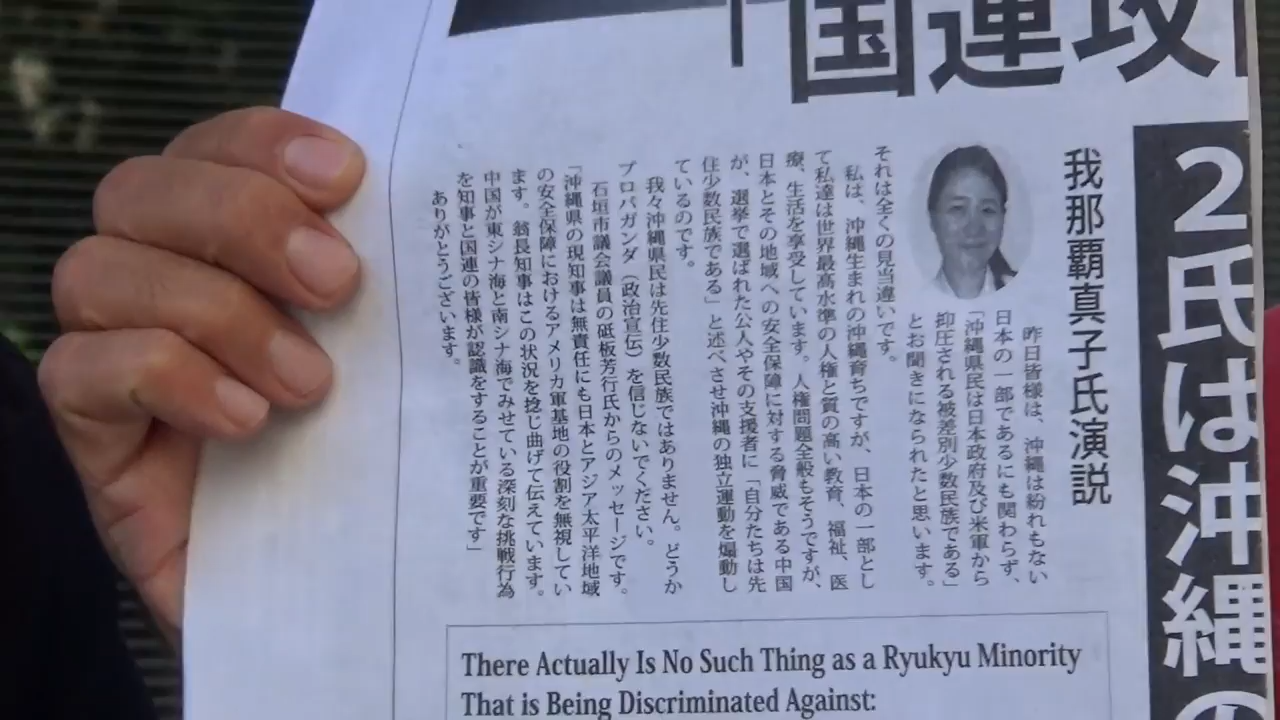 「国連攻
2氏は沖縄の
我那覇真子氏演説
昨日皆様は、沖縄は紛れもない
日本の一部であるにも関わらず、
「沖縄県民は日本政府及び米軍から
抑圧される被差別少数民族である」
とお聞きになられたと思います。
それは全くの見当違いです。
私は、沖縄生まれの沖縄育ちですが、日本の一部とし
て私達は世界最高水準の人権と質の高い教育、福祉、医
療、生活を享受しています。人権問題全般もそうですが、
日本とその地域への安全保障に対する脅威である中国
が、選挙で選ばれた公人やその支援者に「自分たちは先
住少数民族である」と述べさせ沖縄の独立運動を煽動し
ているのです。
我々沖縄県民は先住少数民族ではありません。どうか
プロパガンダ（政治宣伝）を信じないでください。
石垣市議会議員の砥板芳行氏からのメッセージです。
「沖縄県の現知事は無責任にも日本とアジア太平洋地域
の安全保障におけるアメリカ軍基地の役割を無視してい
ます。翁長知事はこの状況を捻じ曲げて伝えています。
中国が東シナ海と南シナ海でみせている深刻な挑戦行為
を知事と国連の皆様が認識をすることが重要です」
ありがとうございます。
There Actually Is No Such Thing as a Ryukyu Minority
That is Being Discriminated Against: